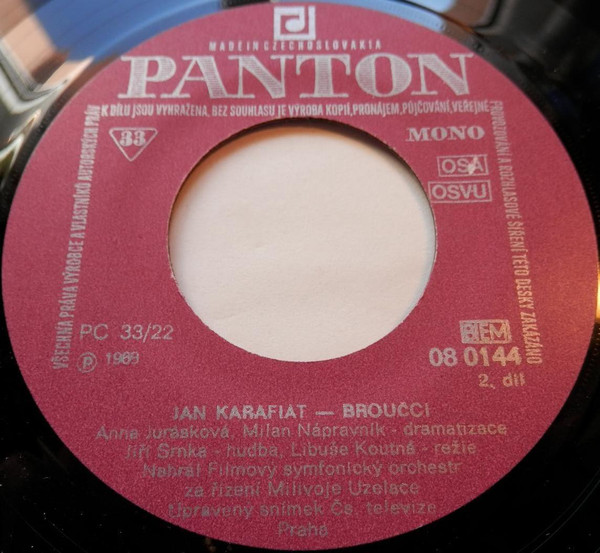 MADE IN CZECHOSLOVAKIA
PANTON
VŠECHNA PRÁVA VÝROBCE A VLASTNÍKŮ AUTORSKÝCH PRÁV
K DÍLU JSOU VYHRAŽENA. BEZ SOUHLASU JE VÝROBA KOPIÍ, PRONÁJEM, PŮJČOVÁNÍ, VEŘEJNÉ
PROVOZOVÁNÍ A ROZHLASOVÉ ŠÍŘENÍ TÉTO DESKY ZAKÁZÁNO
33
MONO
OSA
OSVU
PC 33/22
℗ 1969
BIEM
08 0144
2. díl
JAN KARAFIÁT — BROUČCI
Anna Jurásková, Milan Nápravník - dramatizace
Jiří Srnka - hudba, Libuše Koutná - režie
Nahrál Filmový symfonický orchestr
za řízení Milivoje Uzelace
Upravený snímek Čs. televize
Praha